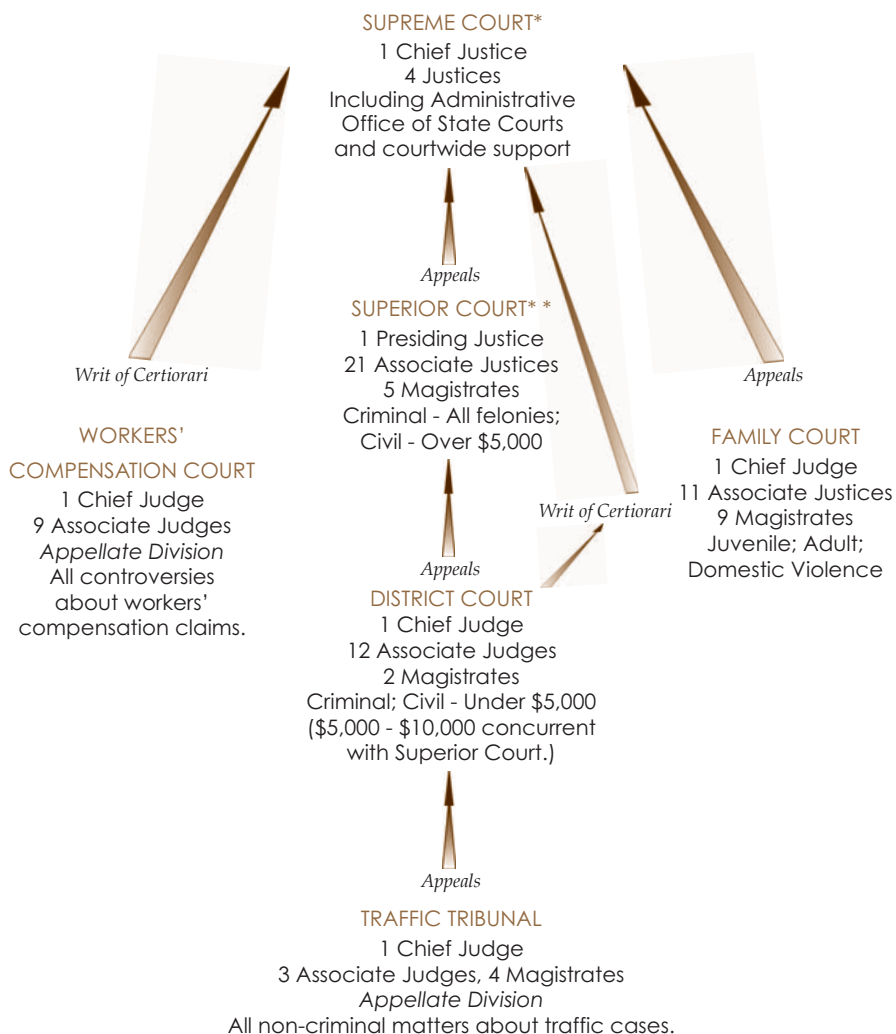 SUPREME COURT*
1 Chief Justice
4 Justices
Including Administrative
Office of State Courts
and courtwide support
Appeals
SUPERIOR COURT* *
1 Presiding Justice
21 Associate Justices
5 Magistrates
Criminal - All felonies;
Civil - Over $5,000
Writ of Certiorari
WORKERS’
COMPENSATION COURT
1 Chief Judge
9 Associate Judges
Appellate Division
All controversies
about workers’
compensation claims.
Appeals
FAMILY COURT
1 Chief Judge
11 Associate Justices
9 Magistrates
Juvenile; Adult;
Domestic Violence
Writ of Certiorari
Appeals
DISTRICT COURT
1 Chief Judge
12 Associate Judges
2 Magistrates
Criminal; Civil - Under $5,000
($5,000 - $10,000 concurrent
with Superior Court.)
Appeals
TRAFFIC TRIBUNAL
1 Chief Judge
3 Associate Judges, 4 Magistrates
Appellate Division
All non-criminal matters about traffic cases.